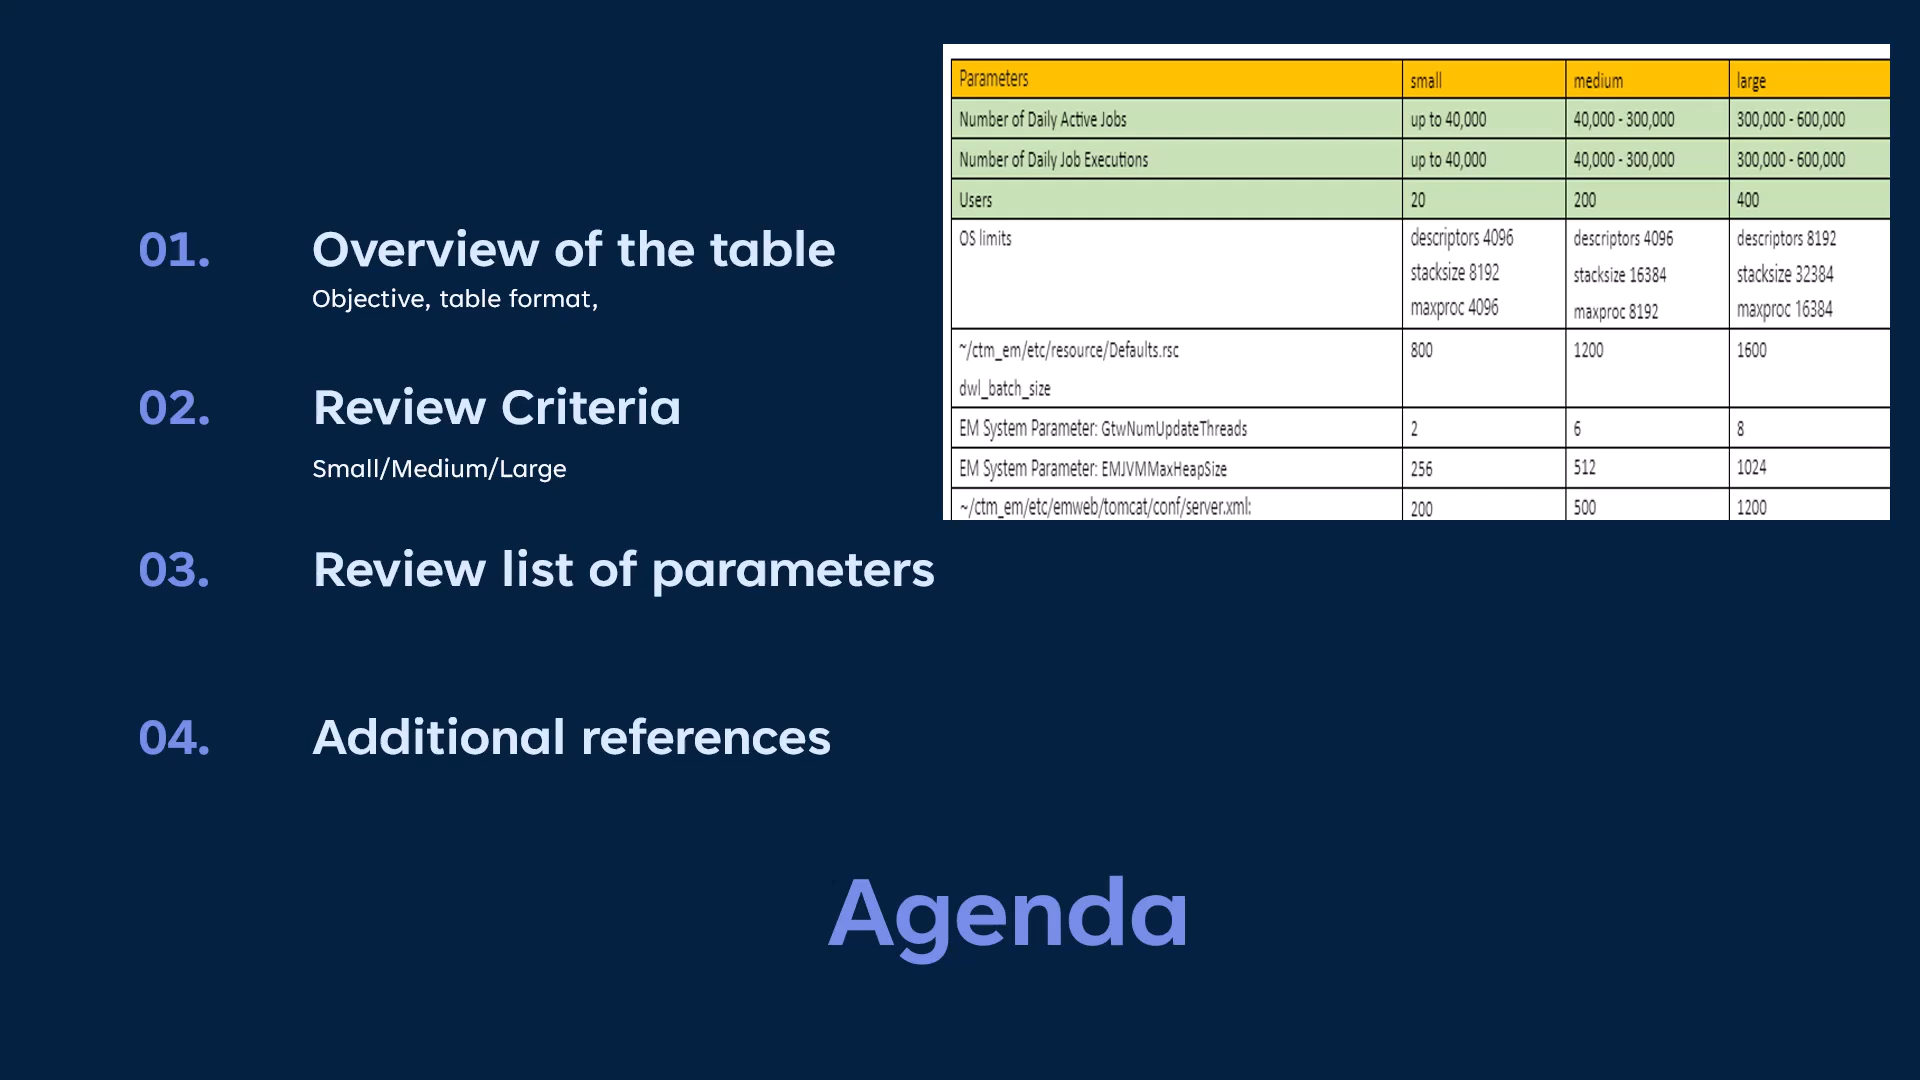 01. Overview of the table
Objective, table format,
02. Review Criteria
Small/Medium/Large
03. Review list of parameters
04. Additional references
Parameters small medium large
Number of Daily Active Jobs up to 40,000 40,000 - 300,000 300,000 - 600,000
Number of Daily Job Executions up to 40,000 40,000 - 300,000 300,000 - 600,000
Users 20 200 400
OS limits descriptors 4096 descriptors 4096 descriptors 8192
stacksize 8192 stacksize 16384 stacksize 32384
maxproc 4096 maxproc 8192 maxproc 16384
~/ctm_em/etc/resource/Defaults.rsc 800 1200 1600
dwl_batch_size
EM System Parameter: GtwNumUpdateThreads 2 6 8
EM System Parameter: EMJVMMaxHeapSize 256 512 1024
~/ctm_em/etc/emweb/tomcat/conf/server.xml: 200 500 1200
Agenda